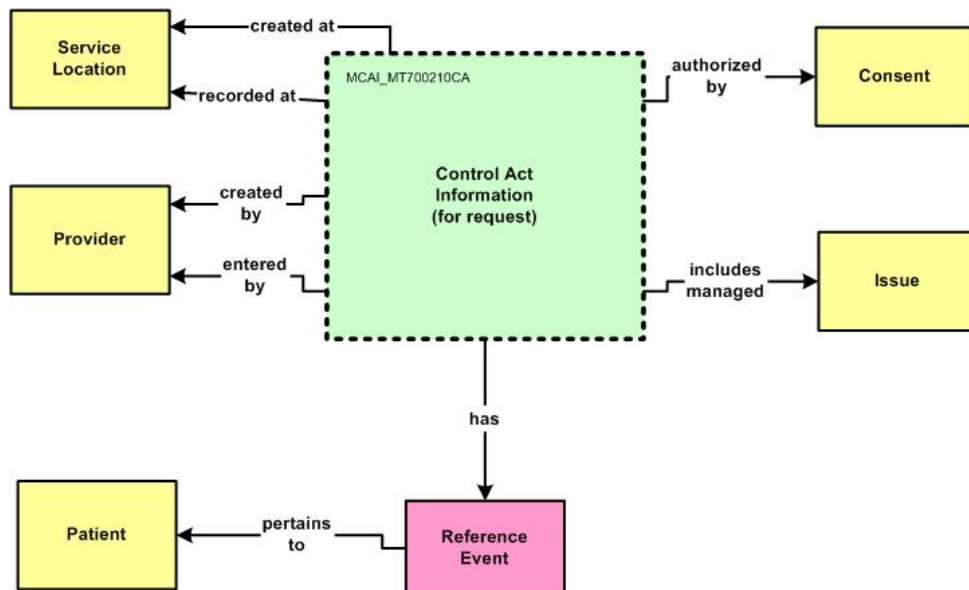 created at
Service
Location
MCAI_MT700210CA
authorized
by
Consent
recorded at
Control Act
Information
(for request)
created
by
Provider
entered
by
includes
managed
Issue
has
Patient
pertains
to
Reference
Event